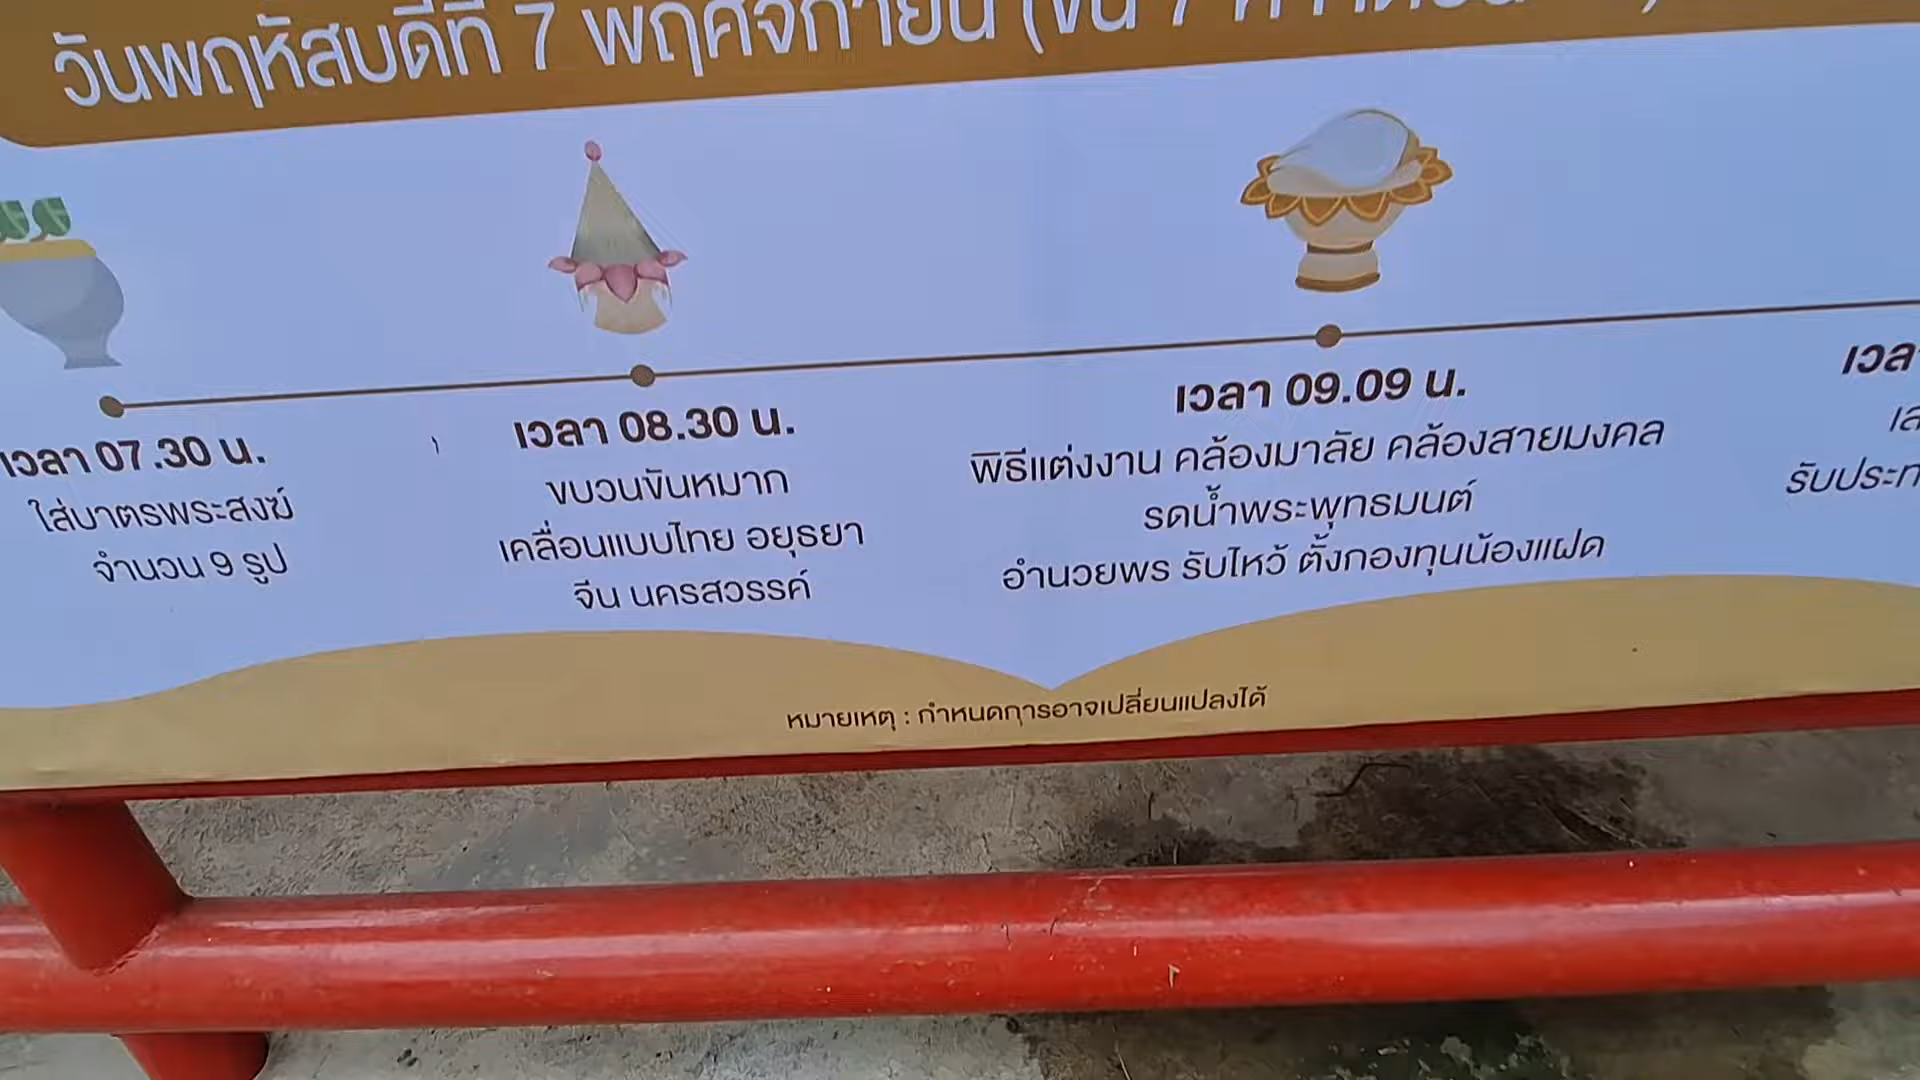 วันพฤหัสบดีที่ 7 พฤศจิกายน (ขึ้น 7
เวลา 07.30 น.
ใส่บาตรพระสงฆ์
จำนวน 9 รูป
เวลา 08.30 น.
ขบวนขันหมาก
เคลื่อนแบบไทย อยุธยา
จีน นครสวรรค์
เวลา 09.09 น.
พิธีแต่งงาน คล้องมาลัย คล้องสายมงคล
รดน้ำพระพุทธมนต์
อำนวยพร รับไหว้ ตั้งกองทุนน้องแฝด
หมายเหตุ : กำหนดการอาจเปลี่ยนแปลงได้